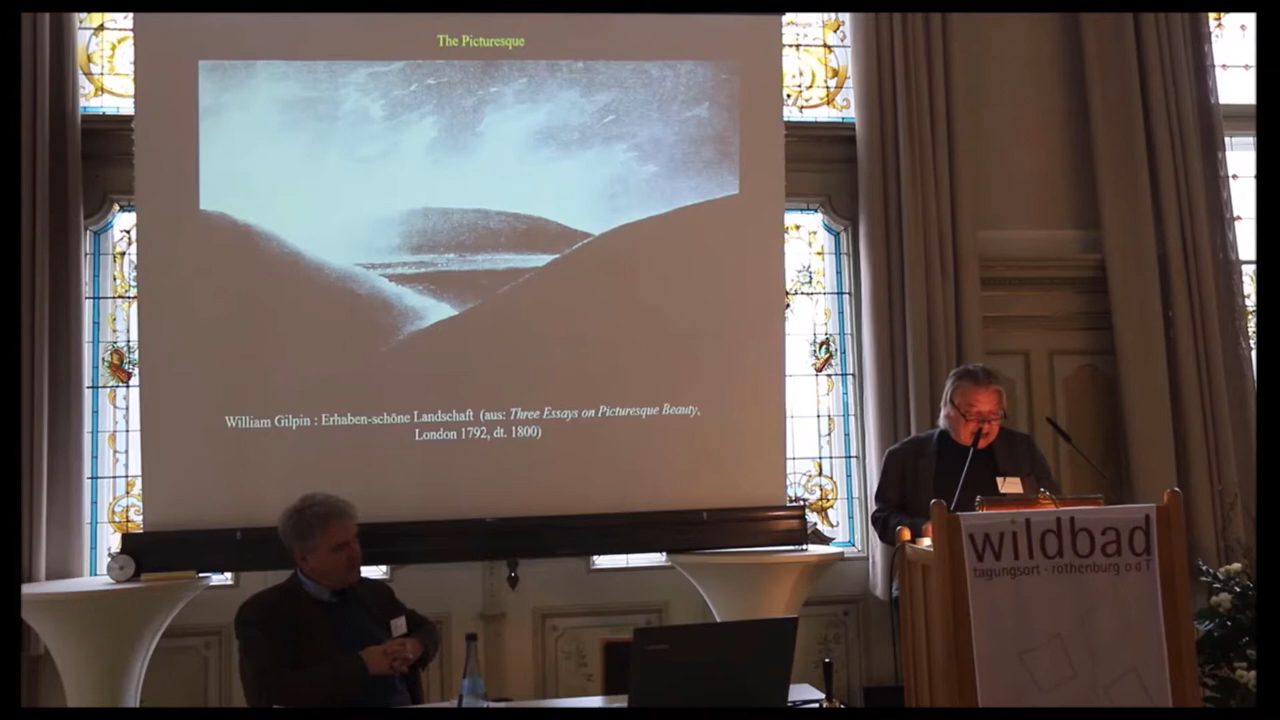 The Picturesque
William Gilpin : Erhaben-schöne Landschaft (aus: Three Essays on Picturesque Beauty,
London 1792, dt. 1800)
wildbad
tagungsort · rothenburg o d T